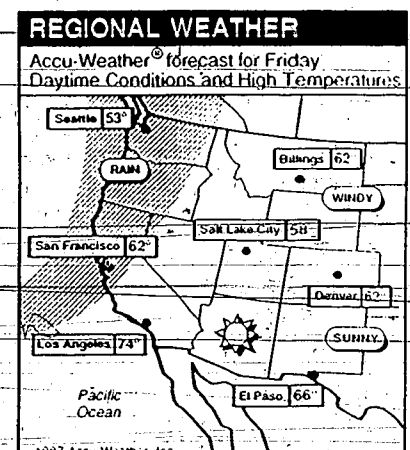 REGIONAL WEATHER
Accu-Weather® forecast for Friday
Daytime Conditions and High Temperatures
Seattle 53°
Billings 62°
RAIN
WINDY
Salt Lake City 58°
San Francisco 62°
Denver 62°
Los Angeles 74°
SUNNY
Pacific
Ocean
El Paso 66°